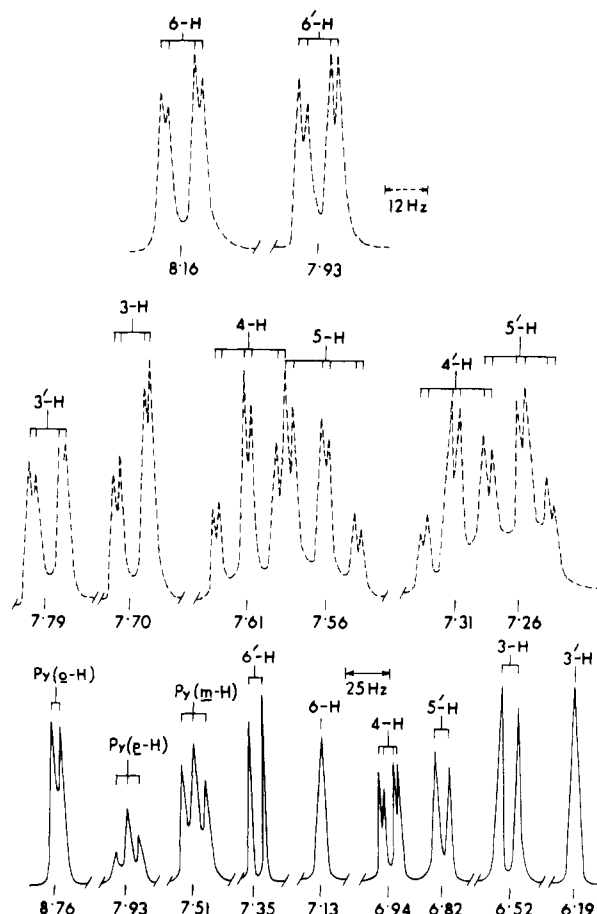 6-H 6′-H
12 Hz
8·16 7·93
3′-H 3-H 4-H 5-H 4′-H 5′-H
7·79 7·70 7·61 7·56 7·31 7·26
Py(o-H) Py(p-H) Py(m-H) 6′-H 25Hz 6-H 4-H 5′-H 3-H 3′-H
8·76 7·93 7·51 7·35 7·13 6·94 6·82 6·52 6·19